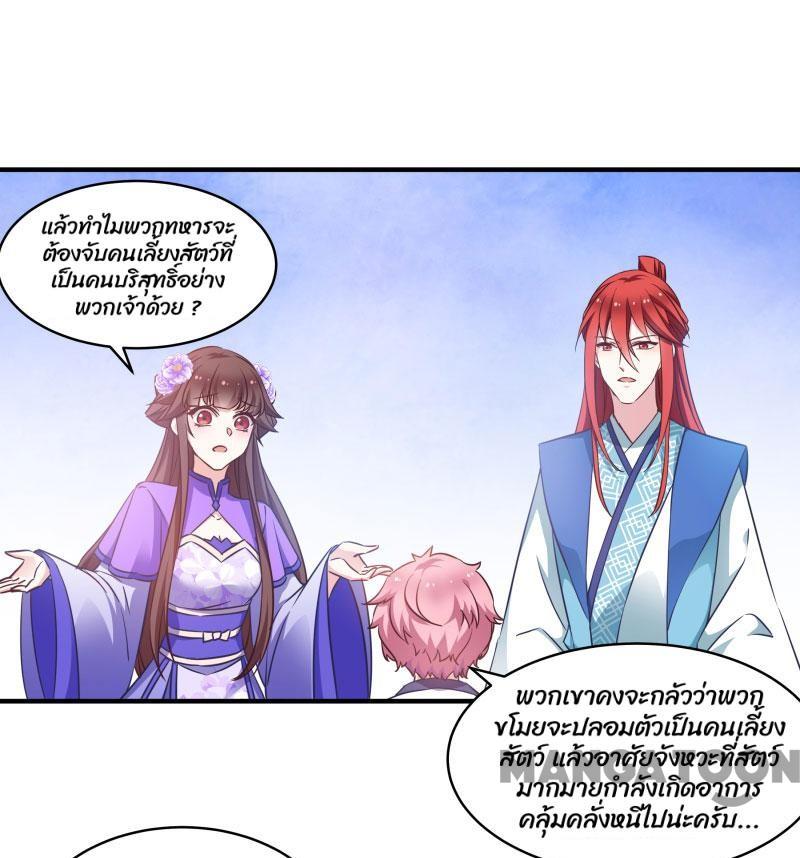 แล้วทำไมพวกทหารจะ
ต้องจับคนเลี้ยงสัตว์ที่
เป็นคนบริสุทธิ์อย่าง
พวกเจ้าด้วย ?
พวกเขาคงจะกลัวว่าพวก
ขโมยจะปลอมตัวเป็นคนเลี้ยง
สัตว์ แล้วอาศัยจังหวะที่สัตว์
มากมายกำลังเกิดอาการ
คลุ้มคลั่งหนีไปน่ะครับ...
MANGATOON